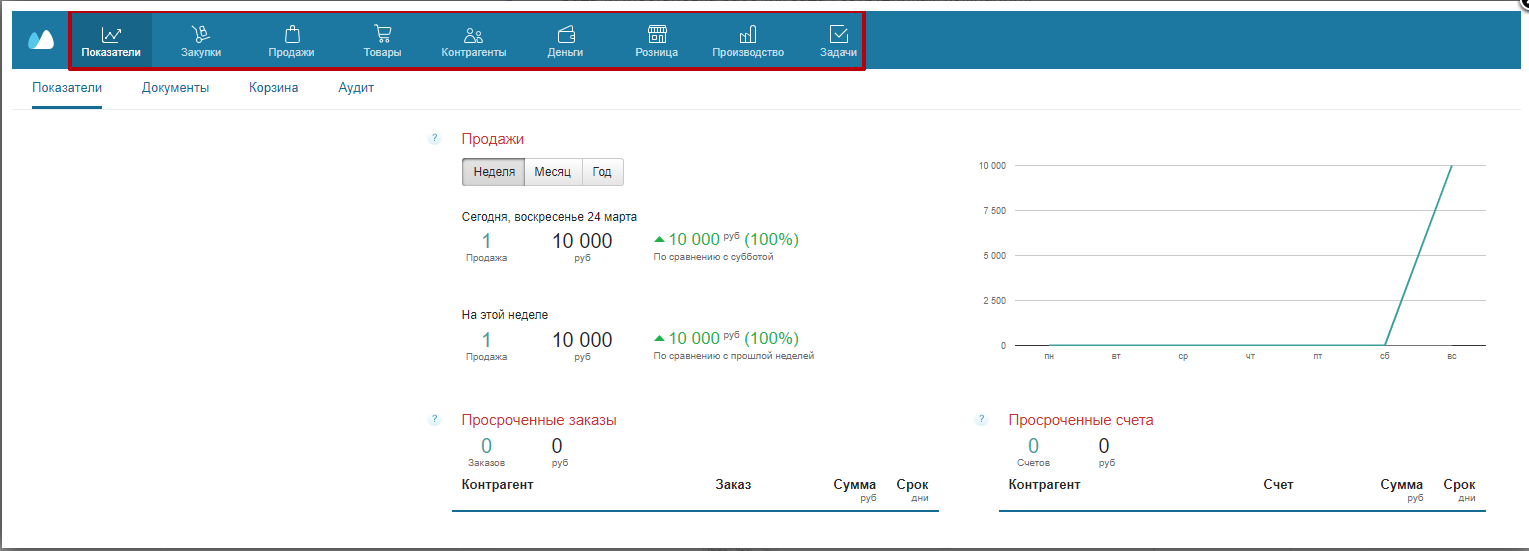 Показатели Закупки Продажи Товары Контрагенты Деньги Розница Производство Задачи
Показатели Документы Корзина Аудит
? Продажи
Неделя Месяц Год
Сегодня, воскресенье 24 марта
1 10 000 10 000 руб (100%)
Продажа руб По сравнению с субботой
На этой неделе
1 10 000 10 000 руб (100%)
Продажа руб По сравнению с прошлой неделей
10 000
7 500
5 000
2 500
0
пн вт ср чт пт сб вс
? Просроченные заказы
0 0
Заказов руб
Контрагент Заказ Сумма Срок
руб дни
? Просроченные счета
0 0
Счетов руб
Контрагент Счет Сумма Срок
руб дни